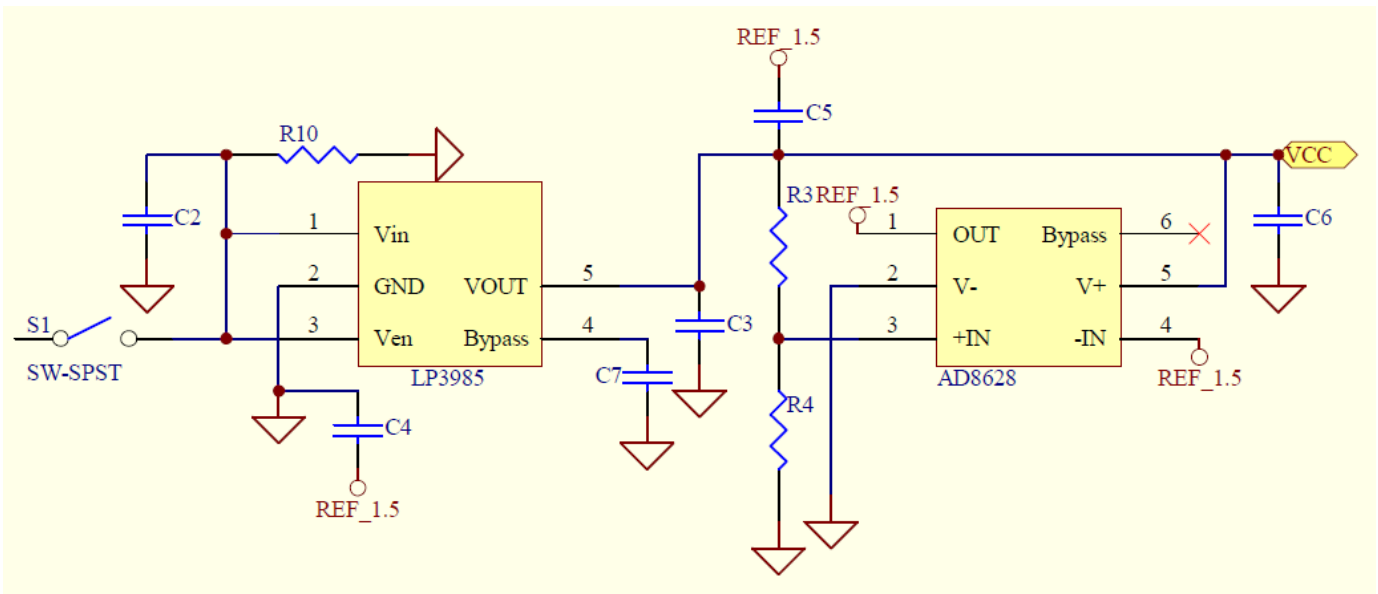 REF_1.5
C5
R10
VCC
C2
1
Vin
R3
REF_1.5
1
OUT
Bypass
6
C6
2
GND
VOUT
5
2
V-
V+
5
S1
3
Ven
Bypass
4
C3
3
+IN
-IN
4
SW-SPST
LP3985
C7
AD8628
REF_1.5
C4
R4
REF_1.5